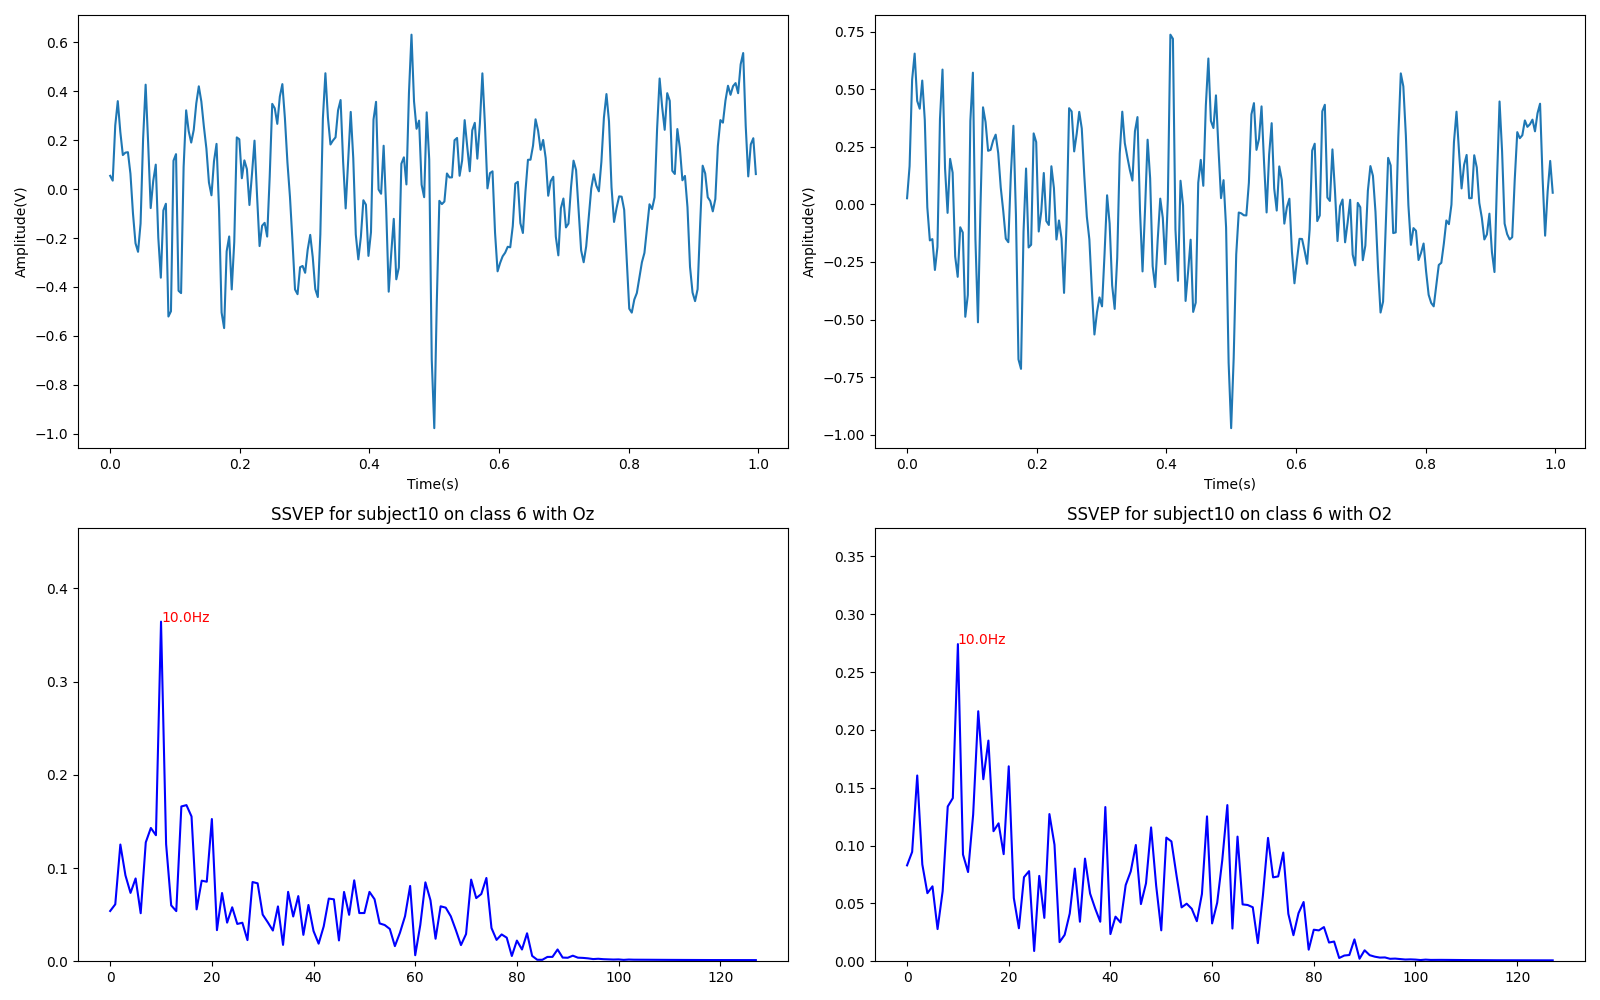 0.6
0.4
0.2
0.0
−0.2
−0.4
−0.6
−0.8
−1.0
Amplitude(V)
0.0 0.2 0.4 0.6 0.8 1.0
Time(s)
0.75
0.50
0.25
0.00
−0.25
−0.50
−0.75
−1.00
Amplitude(V)
0.0 0.2 0.4 0.6 0.8 1.0
Time(s)
SSVEP for subject10 on class 6 with Oz
0.4
0.3
0.2
0.1
0.0
10.0Hz
0 20 40 60 80 100 120
SSVEP for subject10 on class 6 with O2
0.35
0.30
0.25
0.20
0.15
0.10
0.05
0.00
10.0Hz
0 20 40 60 80 100 120